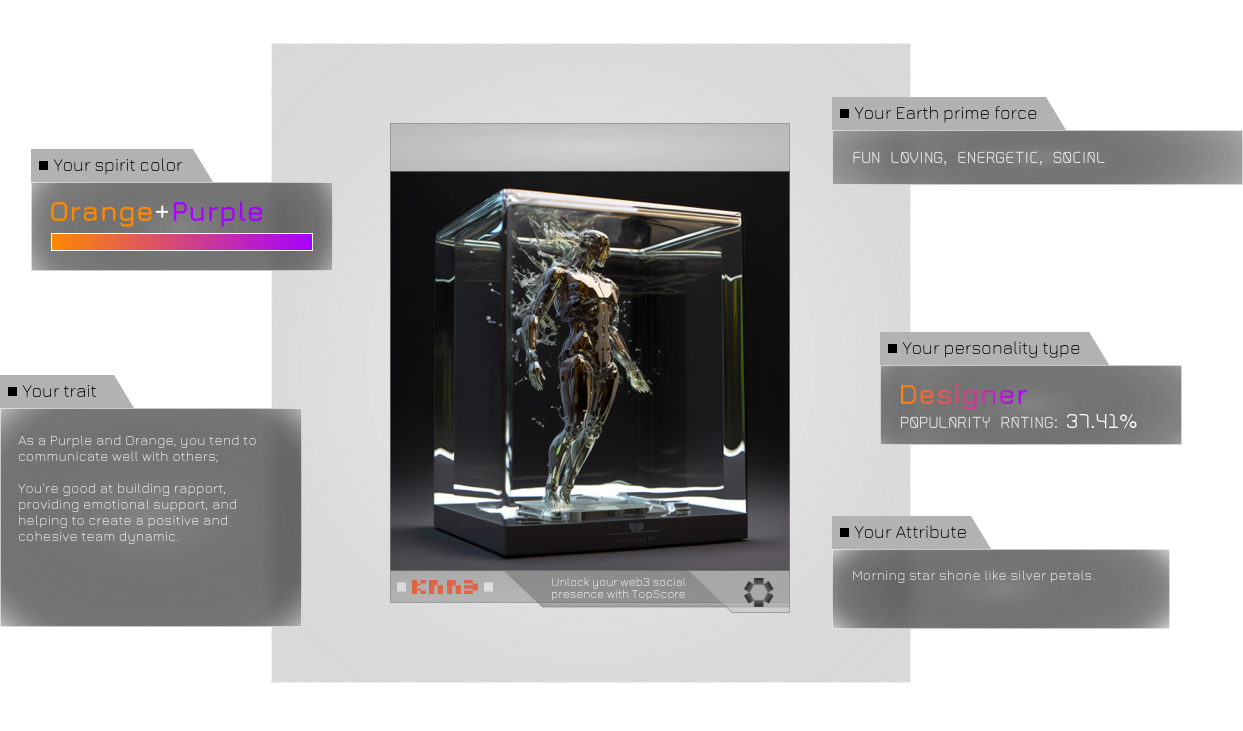 Your Earth prime force
FUN LOVING, ENERGETIC, SOCIAL
Your spirit color
Orange+Purple
Your personality type
Designer
POPULARITY RATING: 37.41%
Your trait
As a Purple and Orange, you tend to
communicate well with others;
You're good at building rapport,
providing emotional support, and
helping to create a positive and
cohesive team dynamic.
Your Attribute
Morning star shone like silver petals.
KNN3
Unlock your web3 social
presence with TopScore